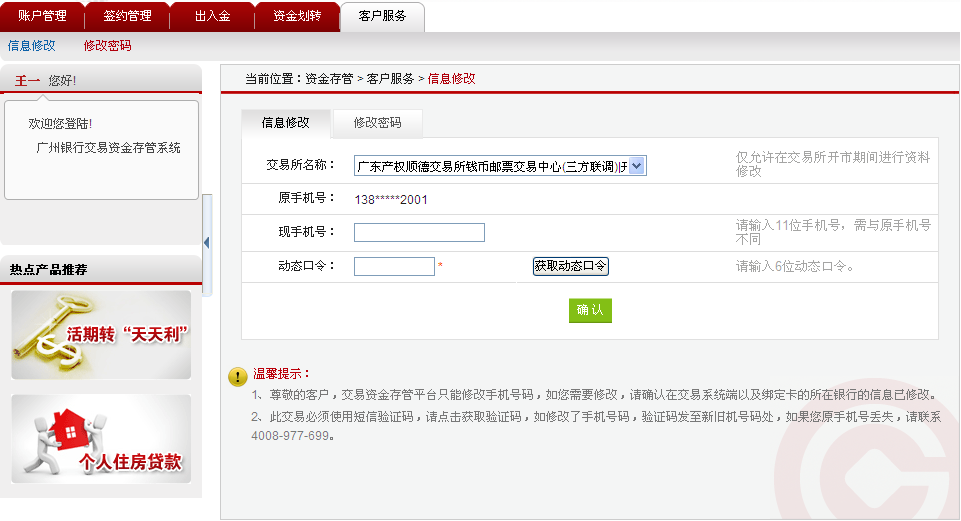 账户管理 签约管理 出入金 资金划转 客户服务
信息修改 修改密码
王一 您好!
欢迎您登陆!
广州银行交易资金存管系统
热点产品推荐
活期转“天天利”
个人住房贷款
当前位置：资金存管 > 客户服务 > 信息修改
信息修改 修改密码
交易所名称： 广东产权顺德交易所钱币邮票交易中心(三方联调)开 仅允许在交易所开市期间进行资料
修改
原手机号： 138*****2001
现手机号： 请输入11位手机号，需与原手机号
不同
动态口令： * 获取动态口令 请输入6位动态口令。
确 认
温馨提示：
1、尊敬的客户，交易资金存管平台只能修改手机号码，如您需要修改，请确认在交易系统端以及绑定卡的所在银行的信息已修改。
2、此交易必须使用短信验证码，请点击获取验证码，如修改了手机号码，验证码发至新旧机号码处，如果您原手机号丢失，请联系
4008-977-699。